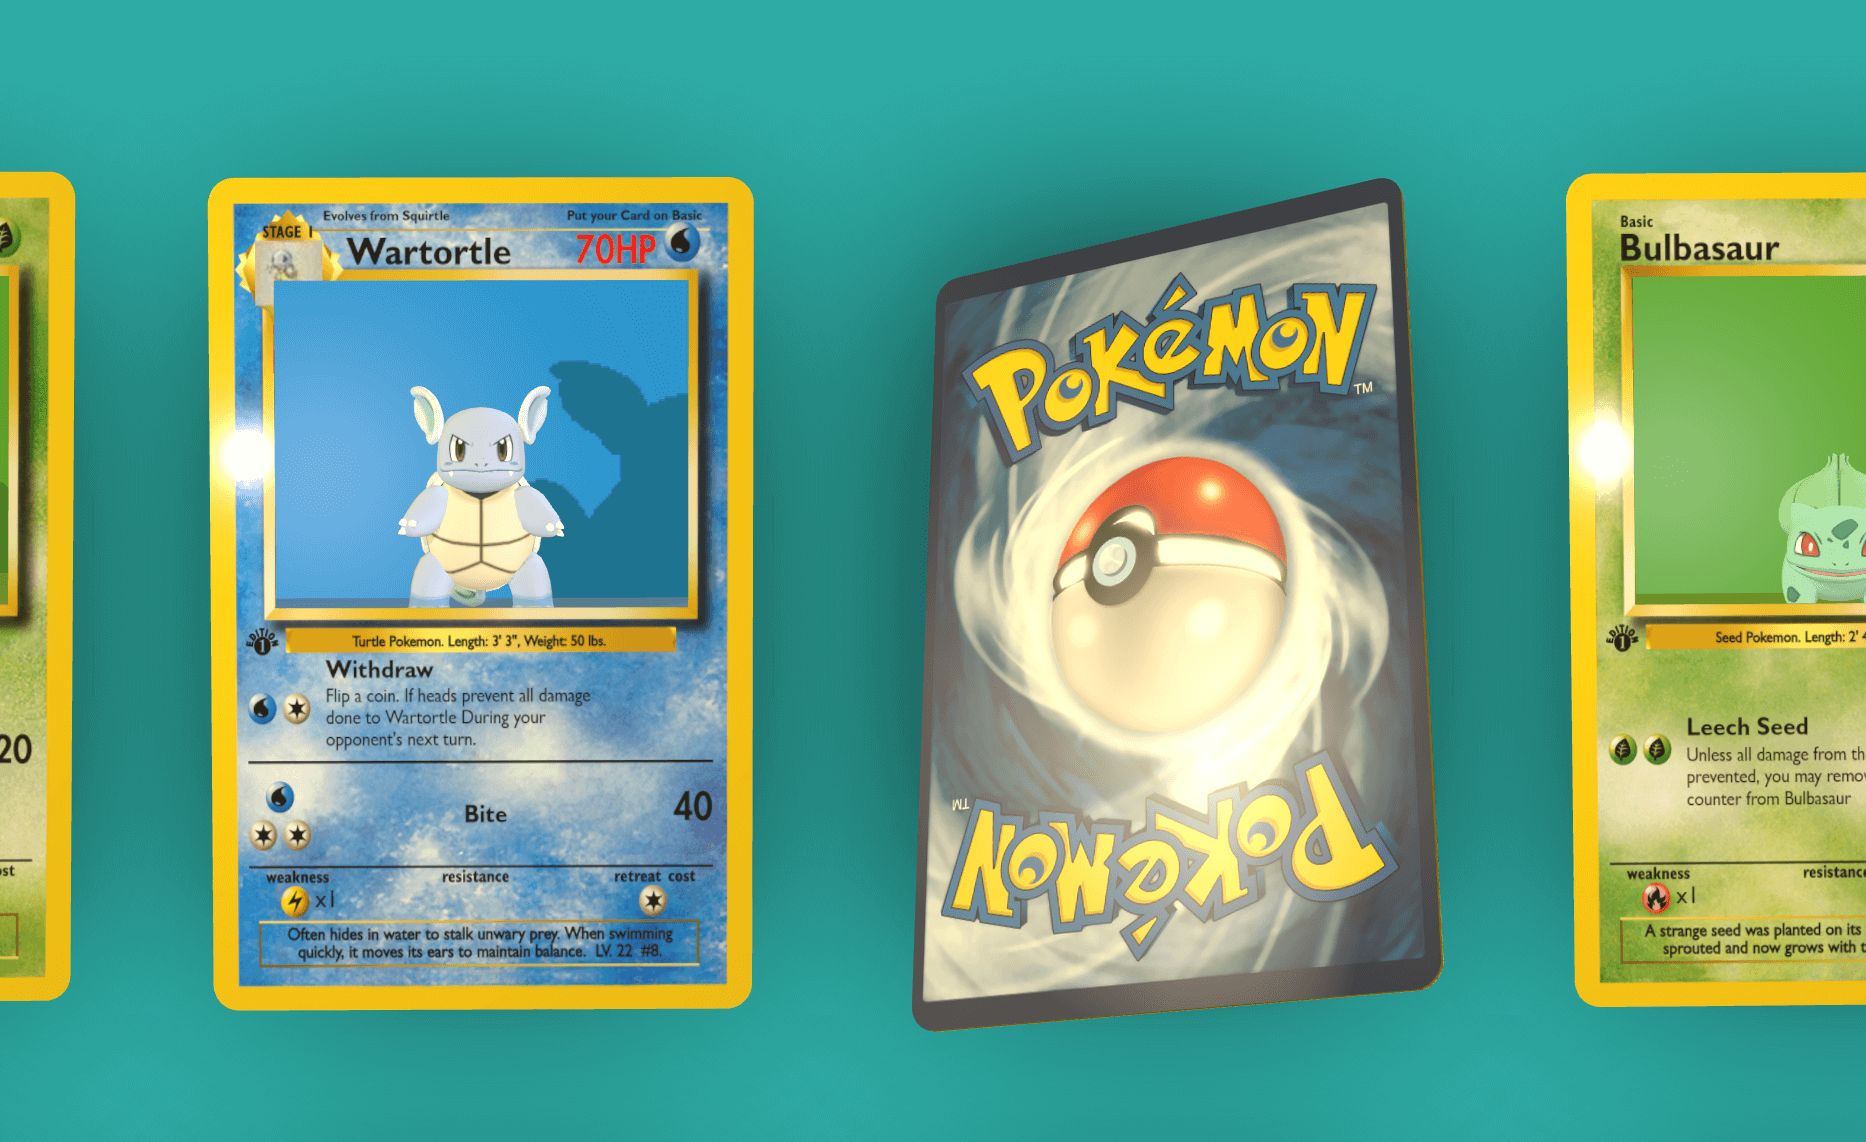 20
Evolves from Squirtle
Put your Card on Basic
STAGE I
Wartortle
70HP
EDITION
1
Turtle Pokemon. Length: 3' 3", Weight: 50 lbs.
Withdraw
Flip a coin. If heads prevent all damage
done to Wartortle During your
opponent's next turn.
Bite
40
weakness
resistance
retreat cost
x1
Often hides in water to stalk unwary prey. When swimming
quickly, it moves its ears to maintain balance. LV. 22 #8.
POKéMON
TM
POKéMON
TM
Basic
Bulbasaur
EDITION
1
Seed Pokemon. Length: 2'
Leech Seed
Unless all damage from
prevented, you may
counter from Bulbasaur
weakness
resistance
x1
A strange seed was planted on its
sprouted and now grows with